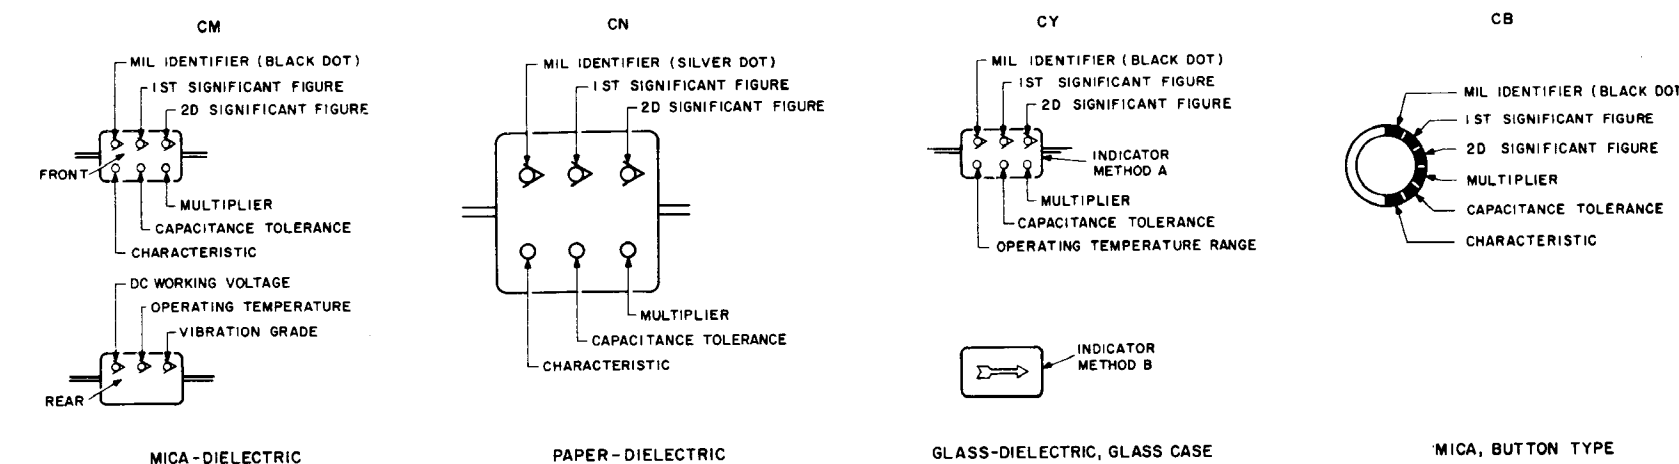 CM
MIL IDENTIFIER (BLACK DOT)
1ST SIGNIFICANT FIGURE
2D SIGNIFICANT FIGURE
FRONT
MULTIPLIER
CAPACITANCE TOLERANCE
CHARACTERISTIC
DC WORKING VOLTAGE
OPERATING TEMPERATURE
VIBRATION GRADE
REAR
MICA-DIELECTRIC
CN
MIL IDENTIFIER (SILVER DOT)
1ST SIGNIFICANT FIGURE
2D SIGNIFICANT FIGURE
MULTIPLIER
CAPACITANCE TOLERANCE
CHARACTERISTIC
PAPER-DIELECTRIC
CY
MIL IDENTIFIER (BLACK DOT)
1ST SIGNIFICANT FIGURE
2D SIGNIFICANT FIGURE
INDICATOR
METHOD A
MULTIPLIER
CAPACITANCE TOLERANCE
OPERATING TEMPERATURE RANGE
INDICATOR
METHOD B
GLASS-DIELECTRIC, GLASS CASE
CB
MIL IDENTIFIER (BLACK DOT
1ST SIGNIFICANT FIGURE
2D SIGNIFICANT FIGURE
MULTIPLIER
CAPACITANCE TOLERANCE
CHARACTERISTIC
MICA, BUTTON TYPE